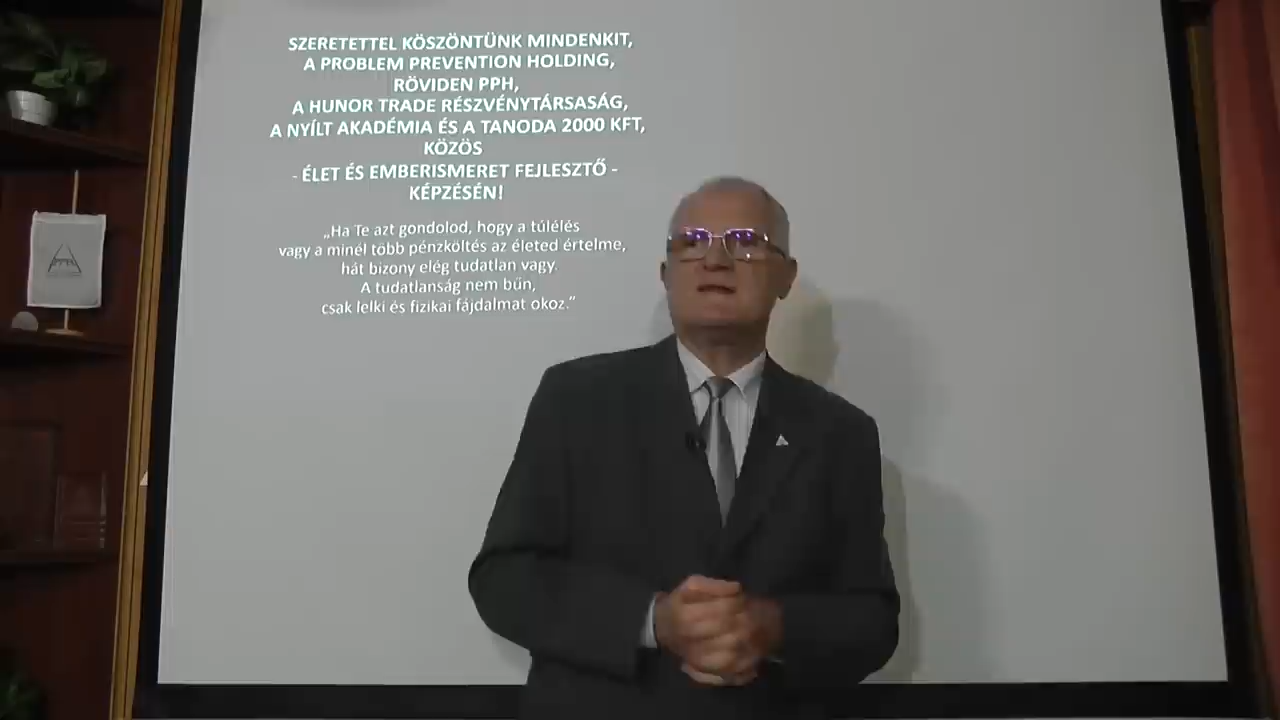 SZERETETTEL KÖSZÖNTÜNK MINDENKIT,
A PROBLEM PREVENTION HOLDING,
RÖVIDEN PPH,
A HUNOR TRADE RÉSZVÉNYTÁRSASÁG,
A NYÍLT AKADÉMIA ÉS A TANODA 2000 KFT,
KÖZÖS
- ÉLET ÉS EMBERISMERET FEJLESZTŐ -
KÉPZÉSÉN!
„Ha Te azt gondolod, hogy a túlélés
vagy a minél több pénzköltés az életed értelme,
hát bizony elég tudatlan vagy.
A tudatlanság nem bűn,
csak lelki és fizikai fájdalmat okoz.”